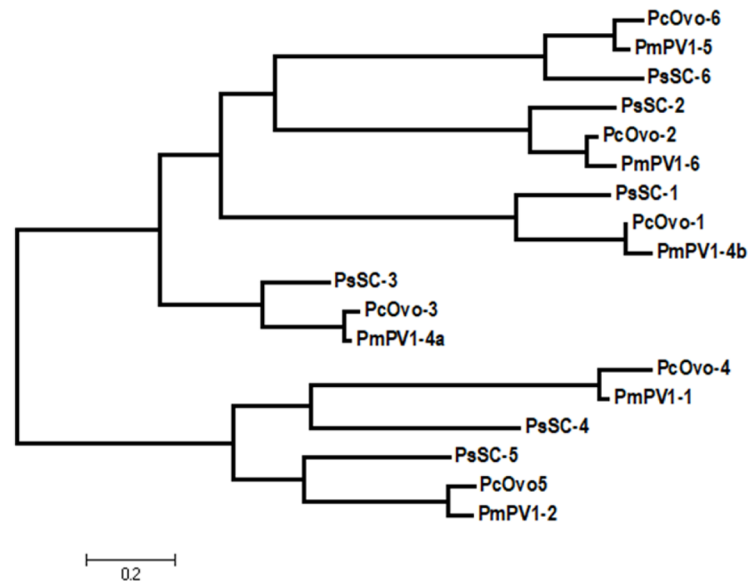 PcOvo-6
PmPV1-5
PsSC-6
PsSC-2
PcOvo-2
PmPV1-6
PsSC-1
PcOvo-1
PmPV1-4b
PsSC-3
PcOvo-3
PmPV1-4a
PcOvo-4
PmPV1-1
PsSC-4
PsSC-5
PcOvo5
PmPV1-2
0.2